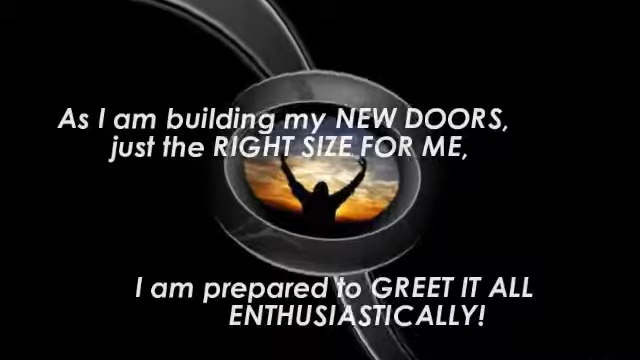 As I am building my NEW DOORS,
just the RIGHT SIZE FOR ME,
I am prepared to GREET IT ALL
ENTHUSIASTICALLY!